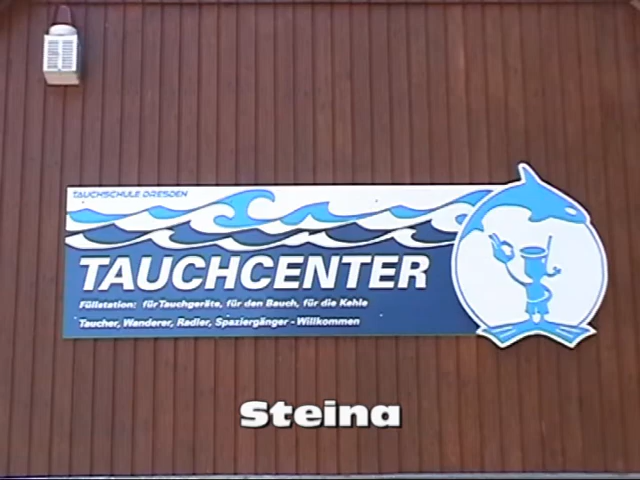 TAUCHSCHULE DRESDEN
TAUCHCENTER
Füllstation: für Tauchgeräte, für den Bauch, für die Kehle
Taucher, Wanderer, Radler, Spaziergänger - Willkommen
Steina